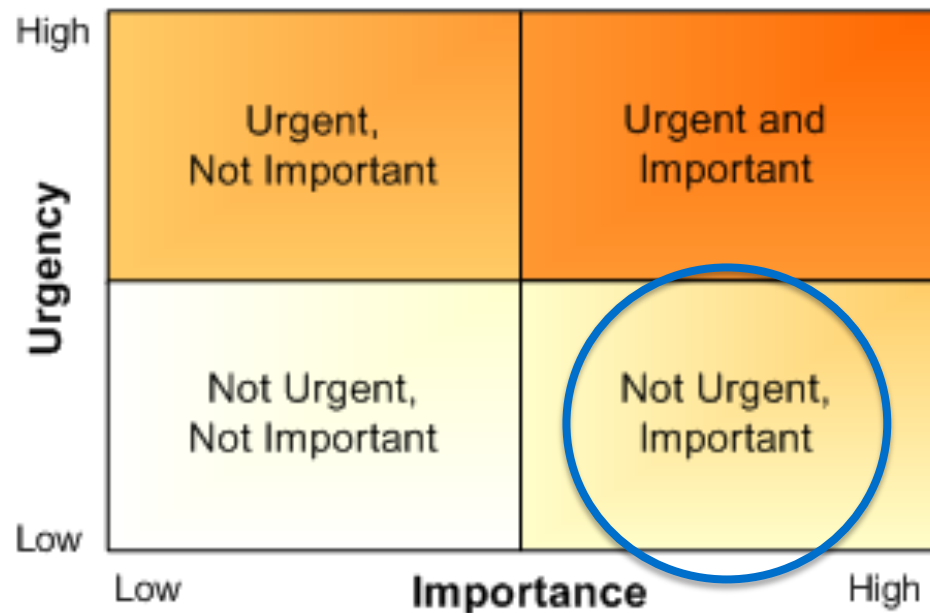 High
Urgent,
Not Important
Urgent and
Important
Urgency
Not Urgent,
Not Important
Not Urgent,
Important
Low
Low
Importance
High